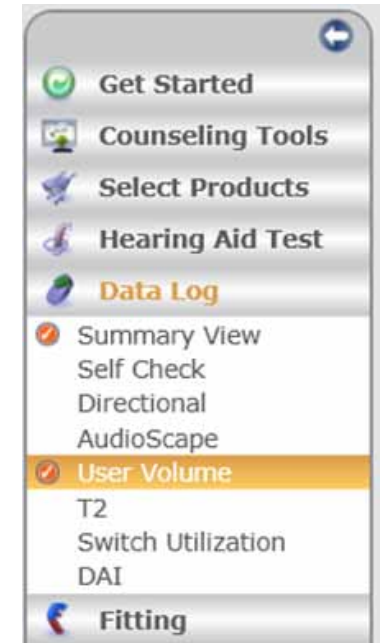 Get Started
Counseling Tools
Select Products
Hearing Aid Test
Data Log
Summary View
Self Check
Directional
AudioScape
User Volume
T2
Switch Utilization
DAI
Fitting